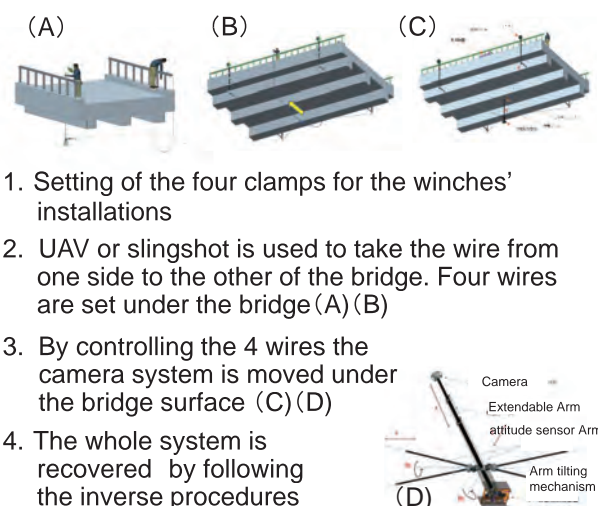 (A)
(B)
(C)
1. Setting of the four clamps for the winches'
installations
2. UAV or slingshot is used to take the wire from
one side to the other of the bridge. Four wires
are set under the bridge(A)(B)
3. By controlling the 4 wires the
camera system is moved under
the bridge surface (C)(D)
4. The whole system is
recovered by following
the inverse procedures
Camera
Extendable Arm
attitude sensor Arm
Arm tilting
mechanism
(D)